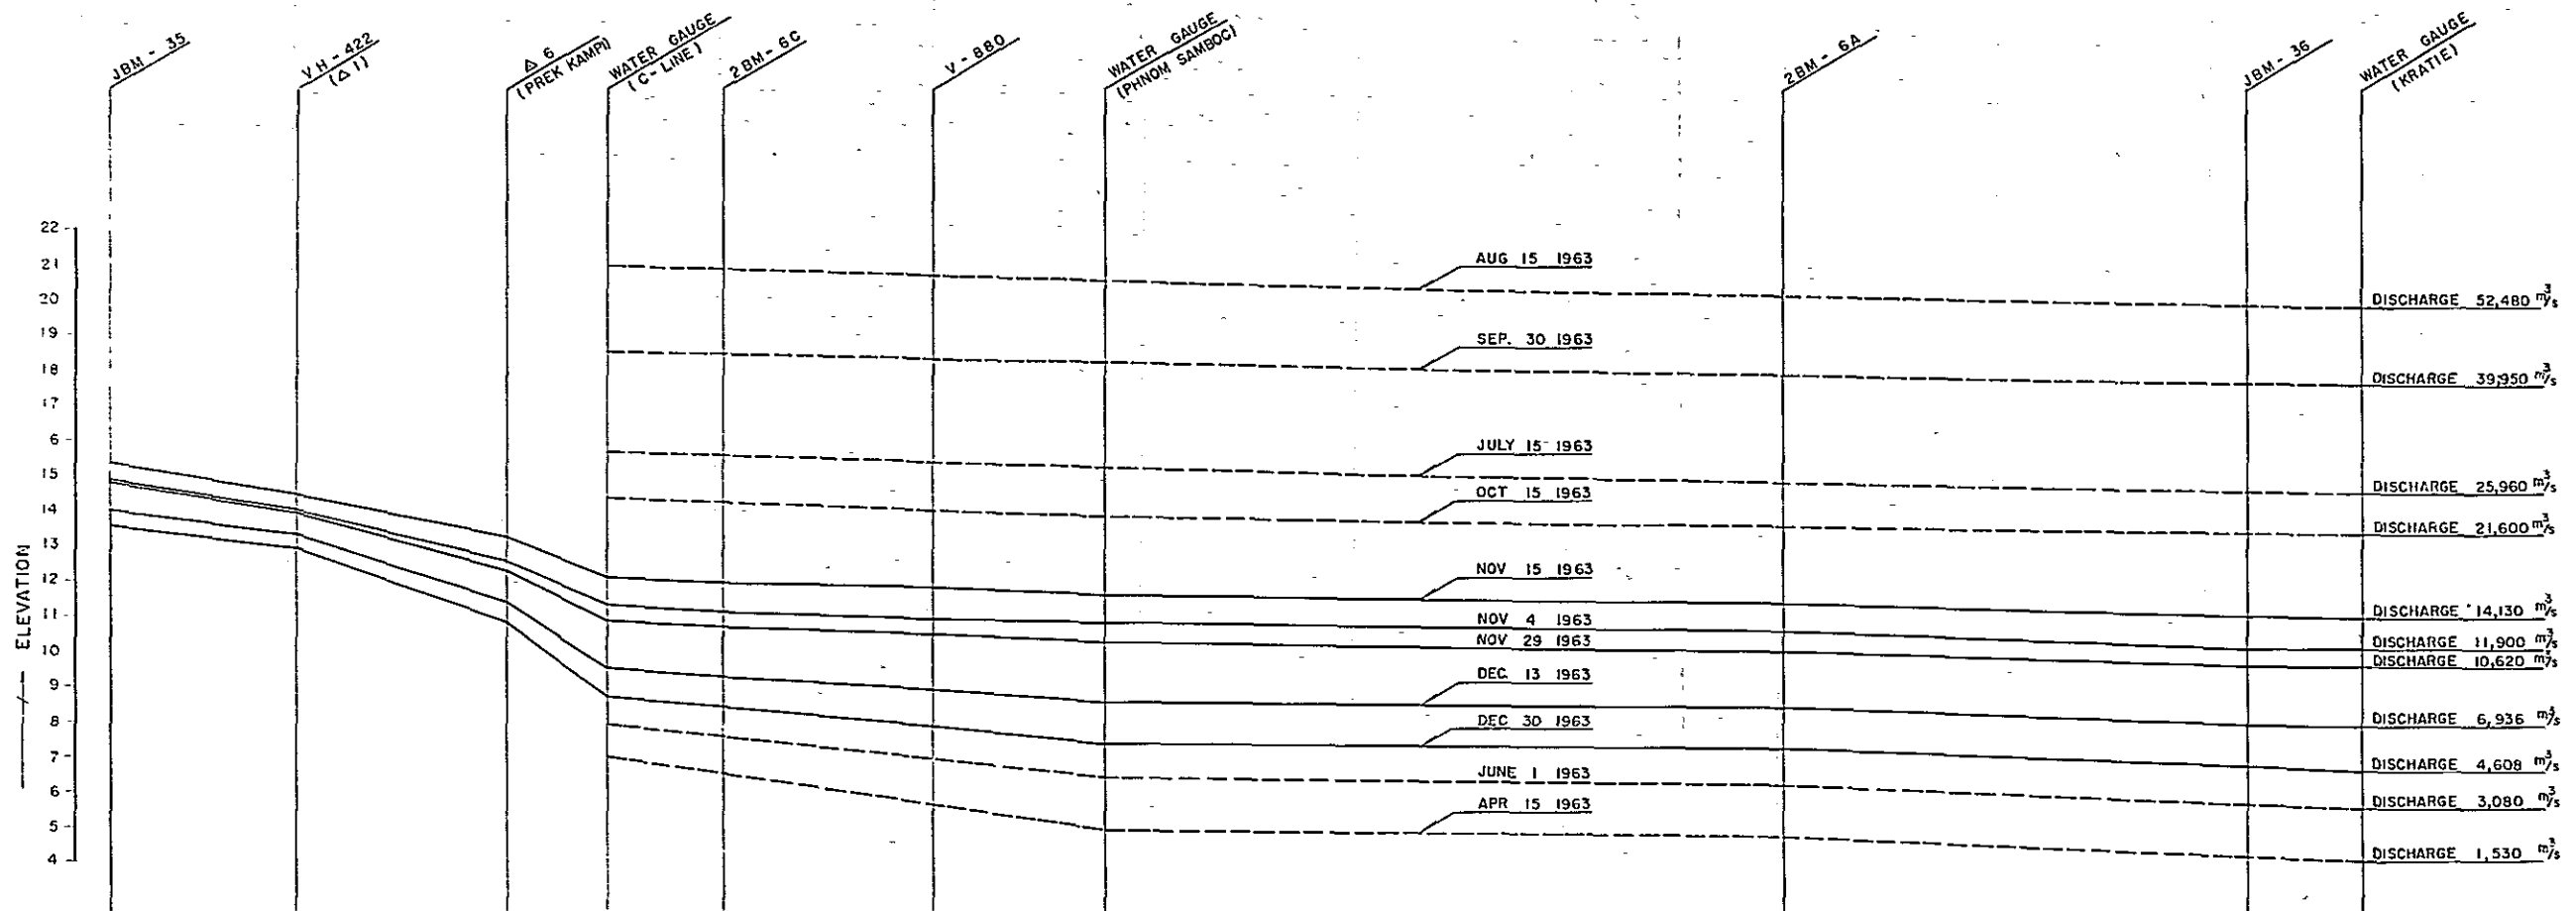 JBM - 35
VH - 422
(△ 1)
△ 6
(PREK KAMPI)
WATER GAUGE
(C-LINE)
2BM - 6C
V - 880
WATER GAUGE
(PHNOM SAMBOC)
2BM - 6A
JBM - 36
WATER GAUGE
(KRATIE)
22
21
20
19
18
17
6
15
14
13
12
11
10
9
8
7
6
5
4
ELEVATION
AUG 15 1963
SEP. 30 1963
JULY 15 1963
OCT 15 1963
NOV 15 1963
NOV 4 1963
NOV 29 1963
DEC. 13 1963
DEC 30 1963
JUNE 1 1963
APR 15 1963
DISCHARGE 52,480 m³/s
DISCHARGE 39,950 m³/s
DISCHARGE 25,960 m³/s
DISCHARGE 21,600 m³/s
DISCHARGE 14,130 m³/s
DISCHARGE 11,900 m³/s
DISCHARGE 10,620 m³/s
DISCHARGE 6,936 m³/s
DISCHARGE 4,608 m³/s
DISCHARGE 3,080 m³/s
DISCHARGE 1,530 m³/s